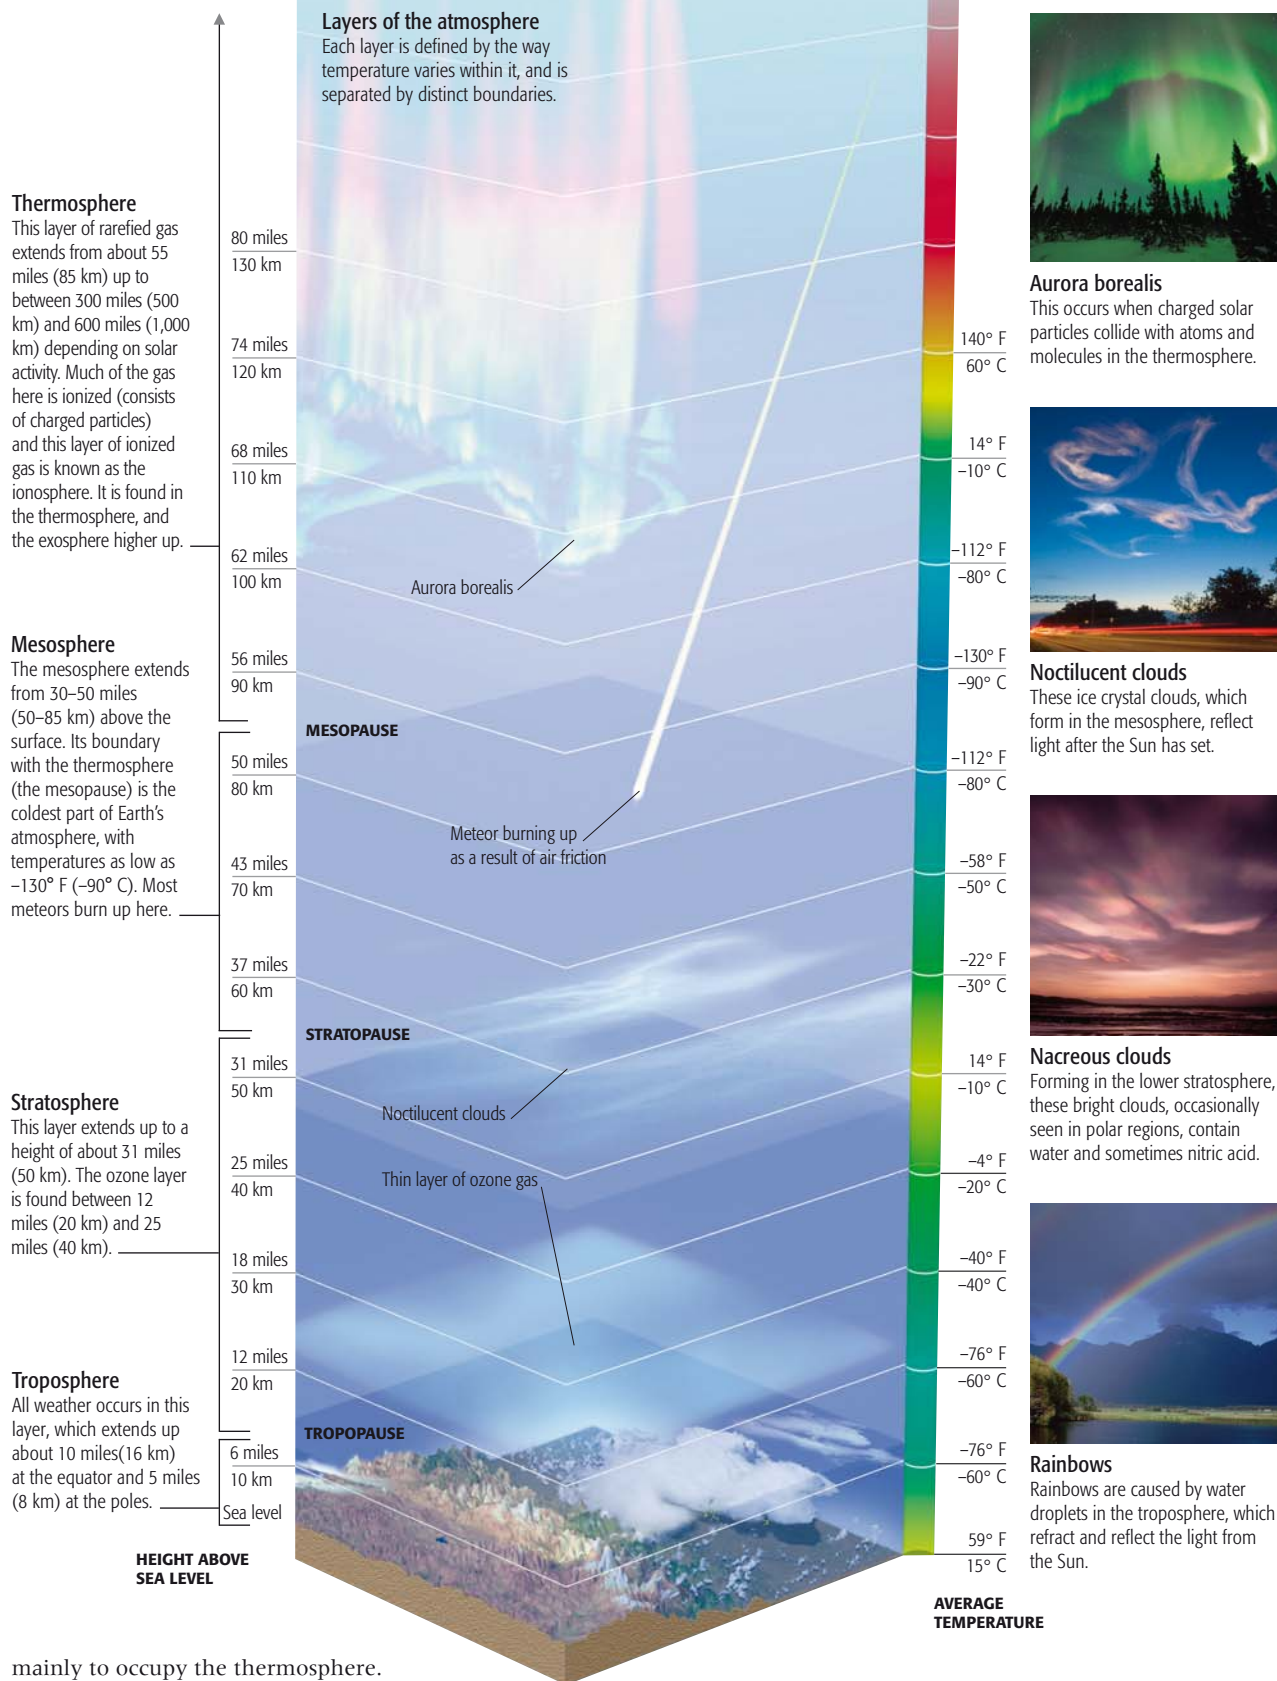 Layers of the atmosphere
Each layer is defined by the way
temperature varies within it, and is
separated by distinct boundaries.
Thermosphere
This layer of rarefied gas
extends from about 55
miles (85 km) up to
between 300 miles (500
km) and 600 miles (1,000
km) depending on solar
activity. Much of the gas
here is ionized (consists
of charged particles)
and this layer of ionized
gas is known as the
ionosphere. It is found in
the thermosphere, and
the exosphere higher up.
Mesosphere
The mesosphere extends
from 30–50 miles
(50–85 km) above the
surface. Its boundary
with the thermosphere
(the mesopause) is the
coldest part of Earth's
atmosphere, with
temperatures as low as
–130° F (–90° C). Most
meteors burn up here.
Stratosphere
This layer extends up to a
height of about 31 miles
(50 km). The ozone layer
is found between 12
miles (20 km) and 25
miles (40 km).
Troposphere
All weather occurs in this
layer, which extends up
about 10 miles(16 km)
at the equator and 5 miles
(8 km) at the poles.
80 miles
130 km
74 miles
120 km
68 miles
110 km
62 miles
100 km
56 miles
90 km
50 miles
80 km
43 miles
70 km
37 miles
60 km
31 miles
50 km
25 miles
40 km
18 miles
30 km
12 miles
20 km
6 miles
10 km
Sea level
HEIGHT ABOVE
SEA LEVEL
Aurora borealis
MESOPAUSE
Meteor burning up
as a result of air friction
STRATOPAUSE
Noctilucent clouds
Thin layer of ozone gas
TROPOPAUSE
140° F
60° C
14° F
–10° C
–112° F
–80° C
–130° F
–90° C
–112° F
–80° C
–58° F
–50° C
–22° F
–30° C
14° F
–10° C
–4° F
–20° C
–40° F
–40° C
–76° F
–60° C
–76° F
–60° C
59° F
15° C
AVERAGE
TEMPERATURE
Aurora borealis
This occurs when charged solar
particles collide with atoms and
molecules in the thermosphere.
Noctilucent clouds
These ice crystal clouds, which
form in the mesosphere, reflect
light after the Sun has set.
Nacreous clouds
Forming in the lower stratosphere,
these bright clouds, occasionally
seen in polar regions, contain
water and sometimes nitric acid.
Rainbows
Rainbows are caused by water
droplets in the troposphere, which
refract and reflect the light from
the Sun.
mainly to occupy the thermosphere.